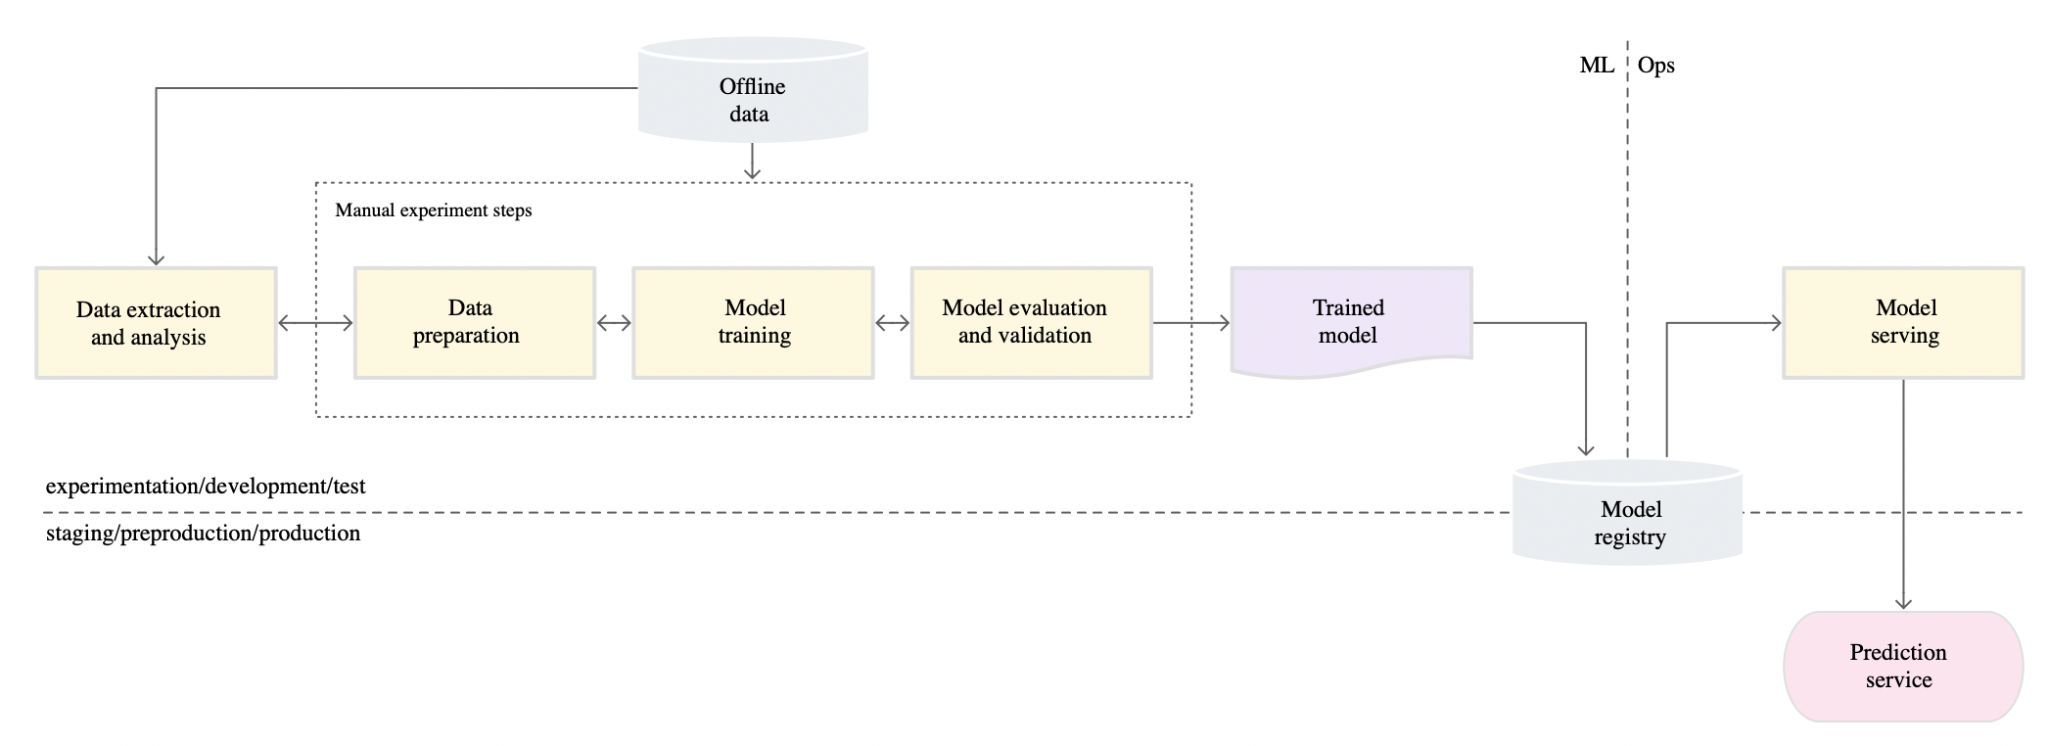 Offline
data
ML
Ops
Manual experiment steps
Data extraction
and analysis
Data
preparation
Model
training
Model evaluation
and validation
Trained
model
Model
serving
experimentation/development/test
staging/preproduction/production
Model
registry
Prediction
service